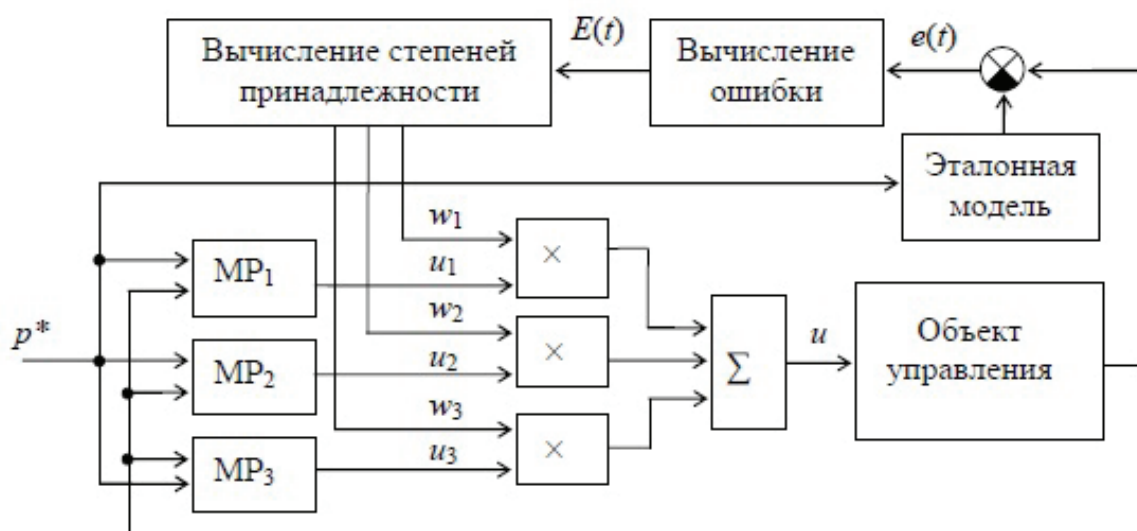 Вычисление степеней
принадлежности
E(t)
Вычисление
ошибки
e(t)
Эталонная
модель
w₁
×
MP₁
u₁
p*
w₂
×
MP₂
u₂
∑
u
Объект
управления
w₃
×
MP₃
u₃